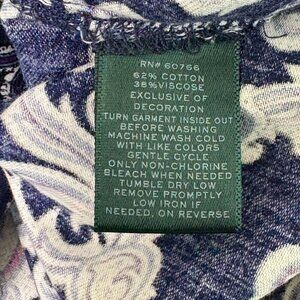 RN# 60766
62% COTTON
38% VISCOSE
EXCLUSIVE OF
DECORATION
TURN GARMENT INSIDE OUT
BEFORE WASHING
MACHINE WASH COLD
WITH LIKE COLORS
GENTLE CYCLE
ONLY NON-CHLORINE
BLEACH WHEN NEEDED
TUMBLE DRY LOW
REMOVE PROMPTLY
LOW IRON IF
NEEDED, ON REVERSE